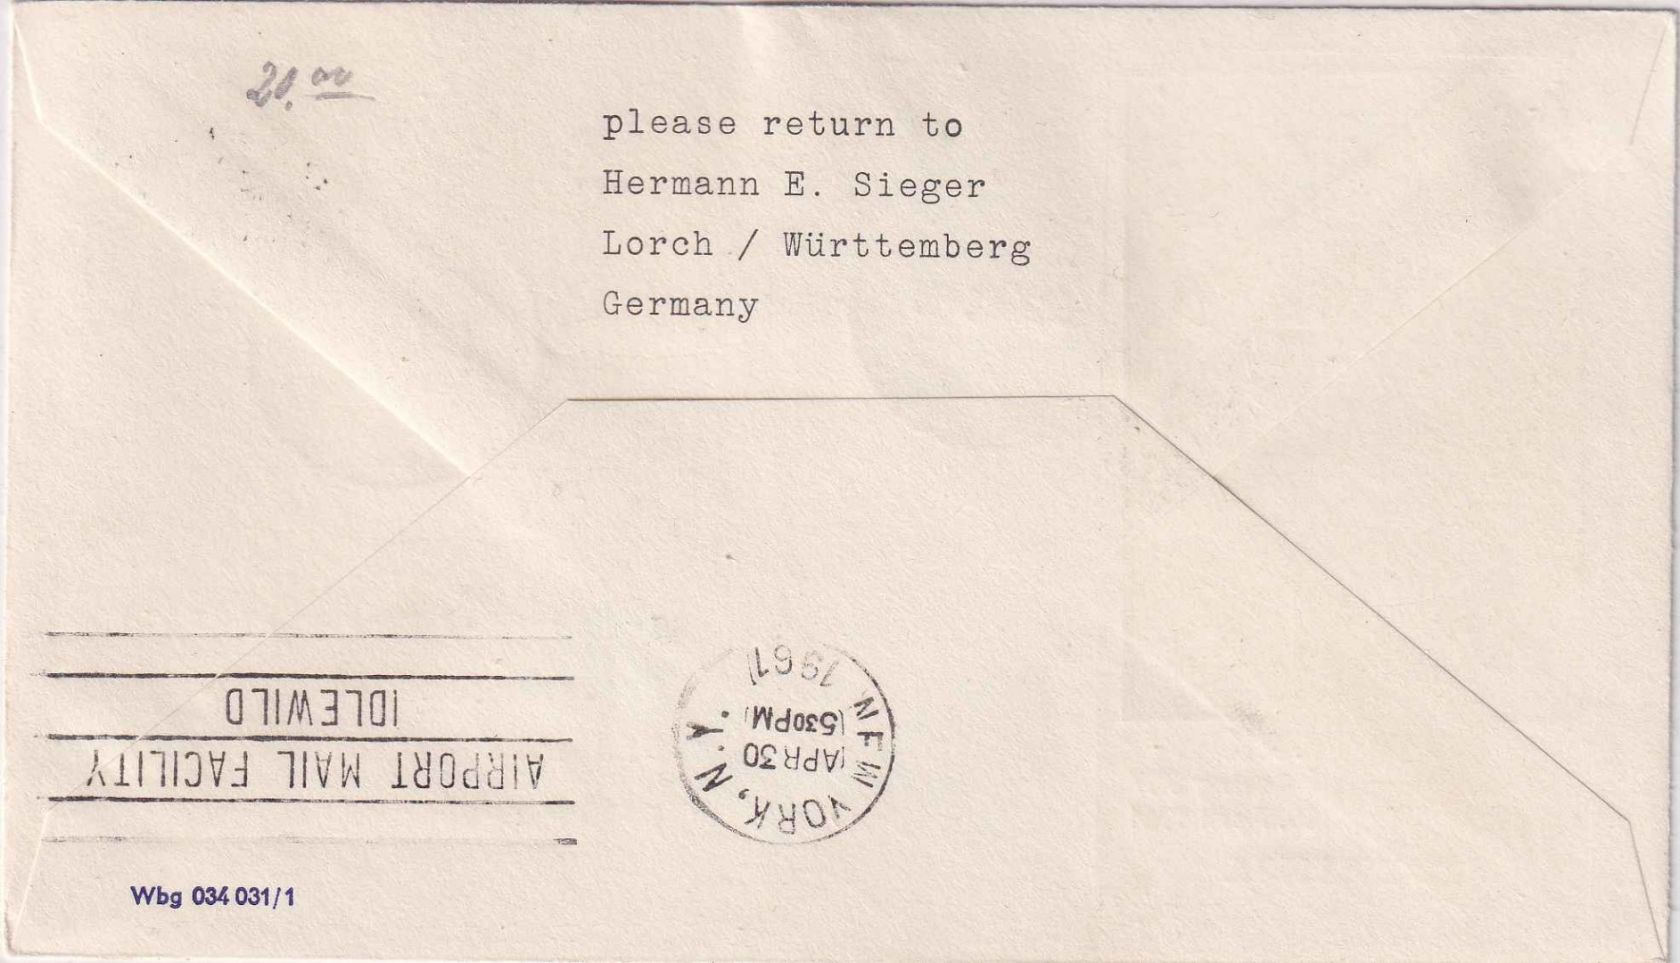 20.00
please return to
Hermann E. Sieger
Lorch / Württemberg
Germany
NEW YORK, N.Y.
APR 30
530PM
1961
AIRPORT MAIL FACILITY
IDLEWILD
Wbg 034 031/1